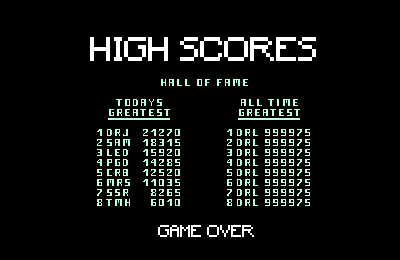 HIGH SCORES
HALL OF FAME
TODAYS
GREATEST
1 DRJ 21270
2 SAM 18315
3 LED 15920
4 PGD 14285
5 CRB 12520
6 MRS 11035
7 SSR 8265
8 TMH 6010
ALL TIME
GREATEST
1 DRL 999975
2 DRL 999975
3 DRL 999975
4 DRL 999975
5 DRL 999975
6 DRL 999975
7 DRL 999975
8 DRL 999975
GAME OVER